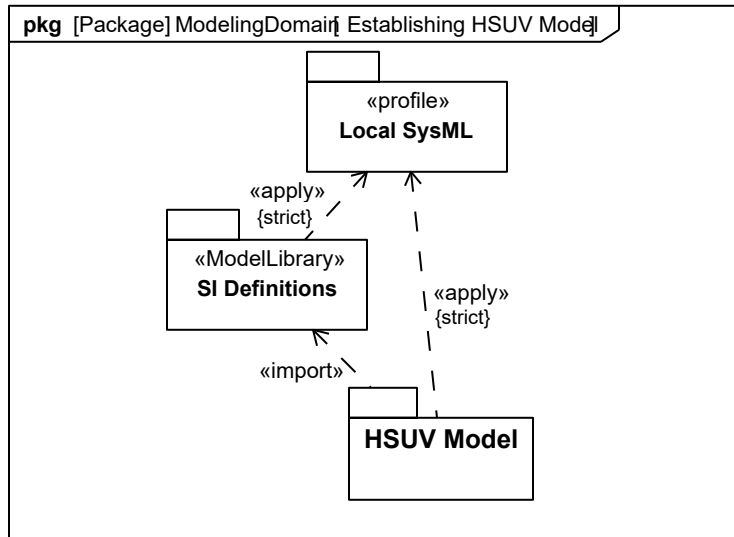 pkg [Package] ModelingDomain[ Establishing HSUV Model]
«profile»
Local SysML
«apply»
{strict}
«ModelLibrary»
SI Definitions
«apply»
{strict}
«import»
HSUV Model